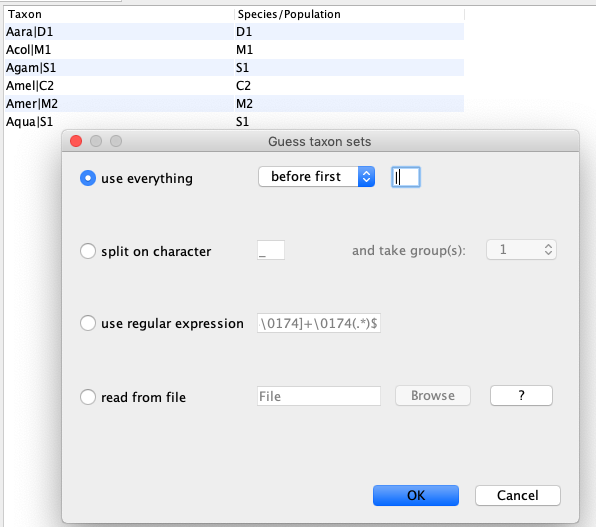 Taxon Species/Population
Aara|D1 D1
Acol|M1 M1
Agam|S1 S1
Amel|C2 C2
Amer|M2 M2
Aqua|S1 S1
Guess taxon sets
use everything before first |
split on character _ and take group(s): 1
use regular expression \0174]+\0174(.*)$
read from file File Browse ?
OK Cancel